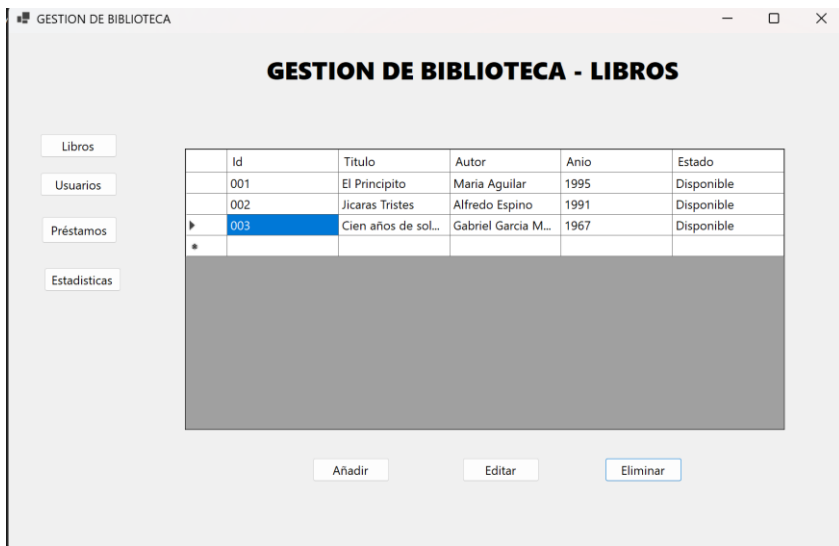 GESTION DE BIBLIOTECA
GESTION DE BIBLIOTECA - LIBROS
Libros
Usuarios
Préstamos
Estadisticas
Id Titulo Autor Anio Estado
001 El Principito Maria Aguilar 1995 Disponible
002 Jicaras Tristes Alfredo Espino 1991 Disponible
003 Cien años de sol... Gabriel Garcia M... 1967 Disponible
Añadir Editar Eliminar